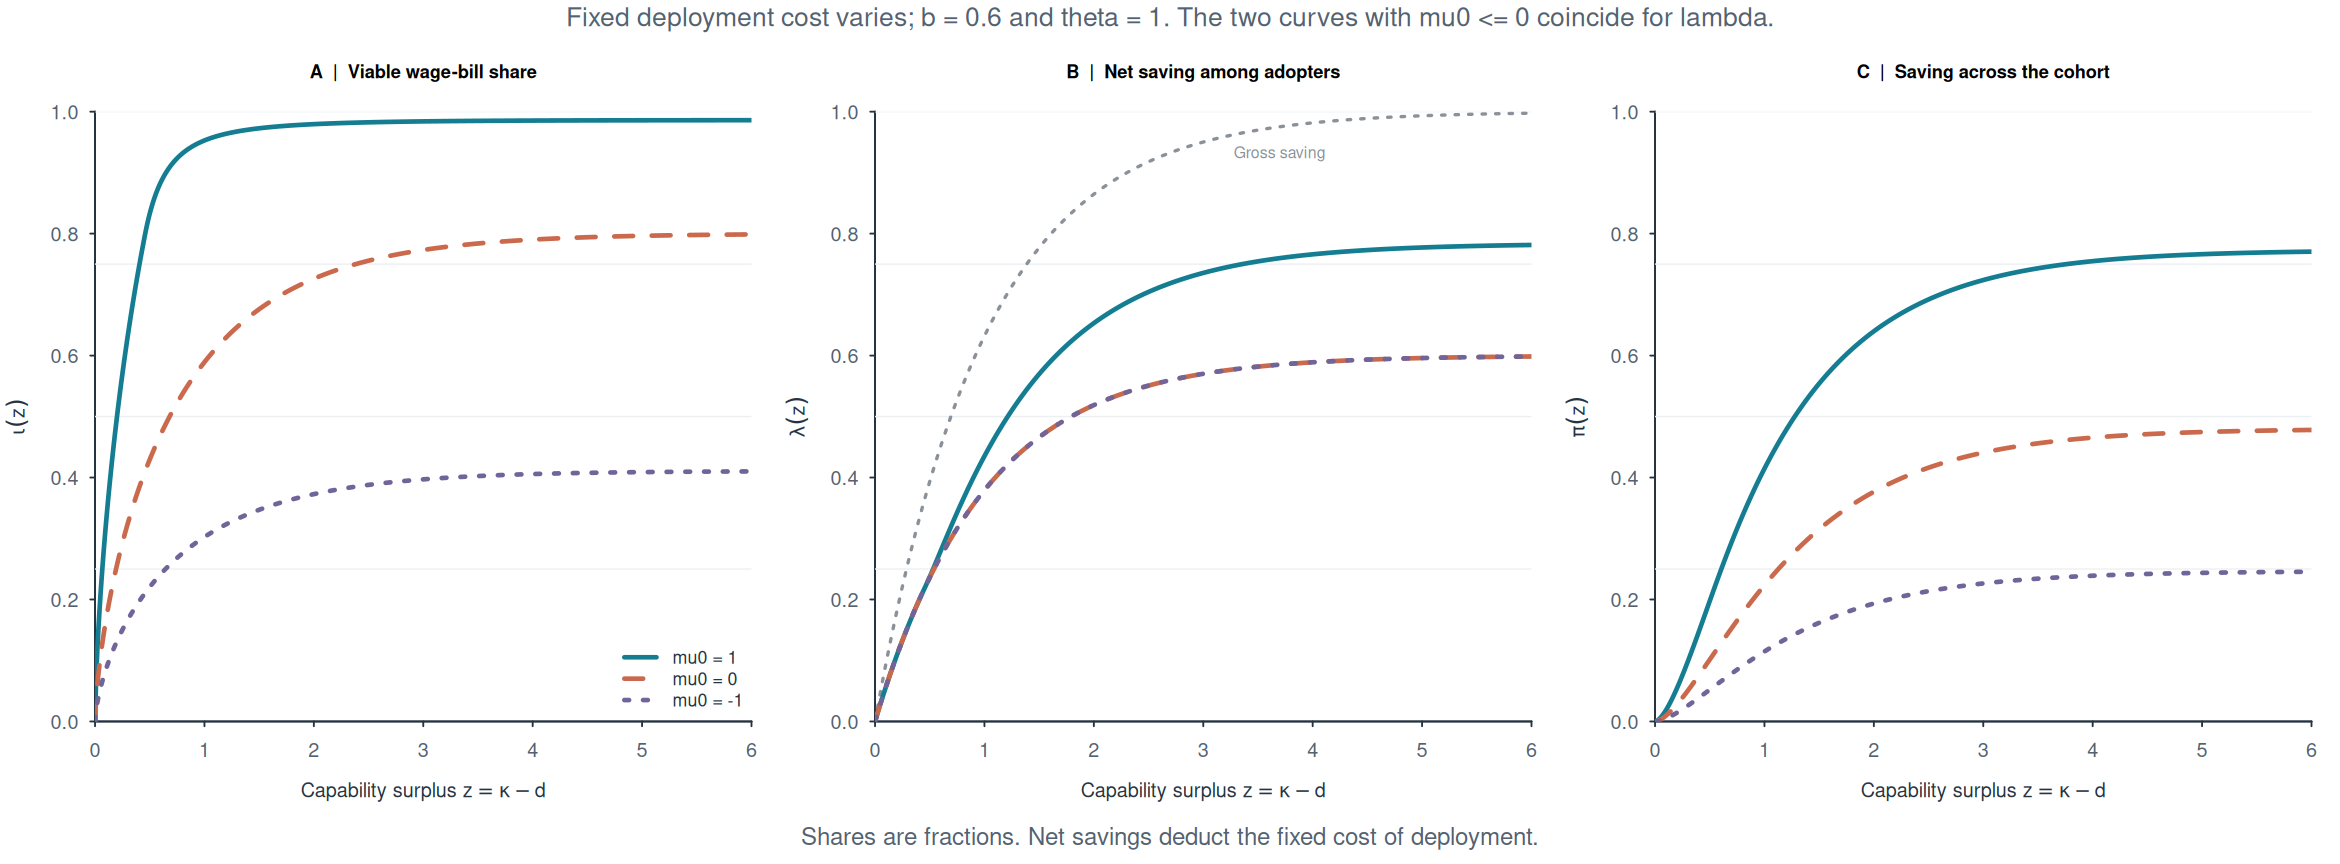 Fixed deployment cost varies; b = 0.6 and theta = 1. The two curves with mu0 <= 0 coincide for lambda.
A | Viable wage-bill share
1.0
0.8
0.6
0.4
0.2
0.0
ι(z)
0 1 2 3 4 5 6
Capability surplus z = κ – d
mu0 = 1
mu0 = 0
mu0 = -1
B | Net saving among adopters
1.0
0.8
0.6
0.4
0.2
0.0
λ(z)
Gross saving
0 1 2 3 4 5 6
Capability surplus z = κ – d
C | Saving across the cohort
1.0
0.8
0.6
0.4
0.2
0.0
π(z)
0 1 2 3 4 5 6
Capability surplus z = κ – d
Shares are fractions. Net savings deduct the fixed cost of deployment.